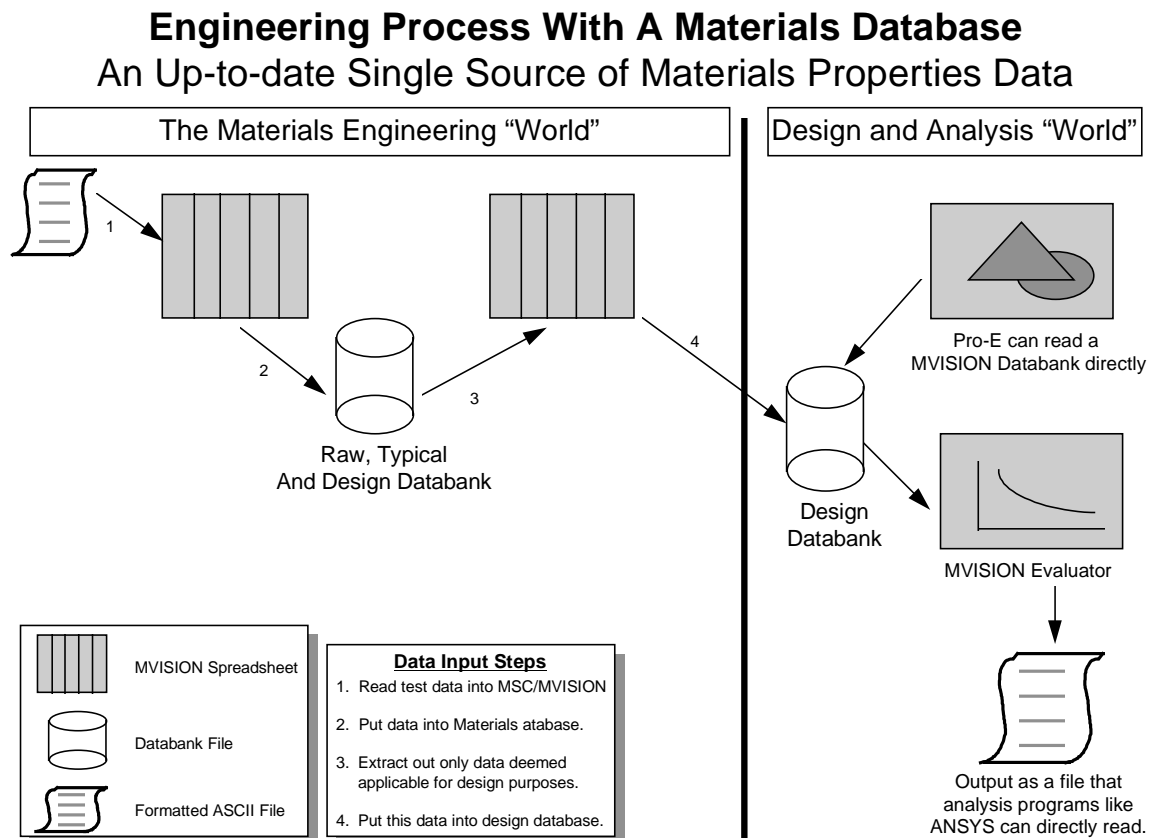 Engineering Process With A Materials Database
An Up-to-date Single Source of Materials Properties Data
The Materials Engineering “World”
Design and Analysis “World”
1
2
3
4
Raw, Typical
And Design Databank
Pro-E can read a
MVISION Databank directly
Design
Databank
MVISION Evaluator
Output as a file that
analysis programs like
ANSYS can directly read.
MVISION Spreadsheet
Databank File
Formatted ASCII File
Data Input Steps
1. Read test data into MSC/MVISION
2. Put data into Materials atabase.
3. Extract out only data deemed
applicable for design purposes.
4. Put this data into design database.